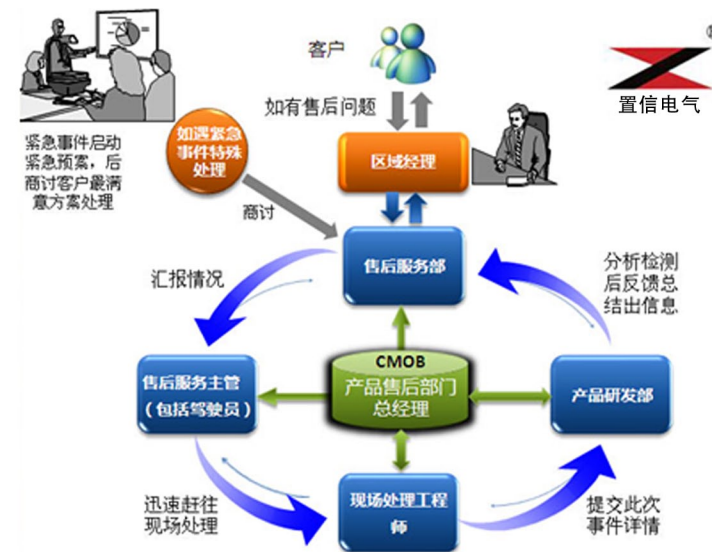 客户
置信电气
如有售后问题
紧急事件启动
紧急预案，后
商讨客户最满
意方案处理
如遇紧急
事件特殊
处理
区域经理
商讨
售后服务部
汇报情况
分析检测
后反馈总
结出信息
CMOB
产品售后部门
总经理
售后服务主管
（包括驾驶员）
产品研发部
迅速赶往
现场处理
现场处理工程
师
提交此次
事件详情